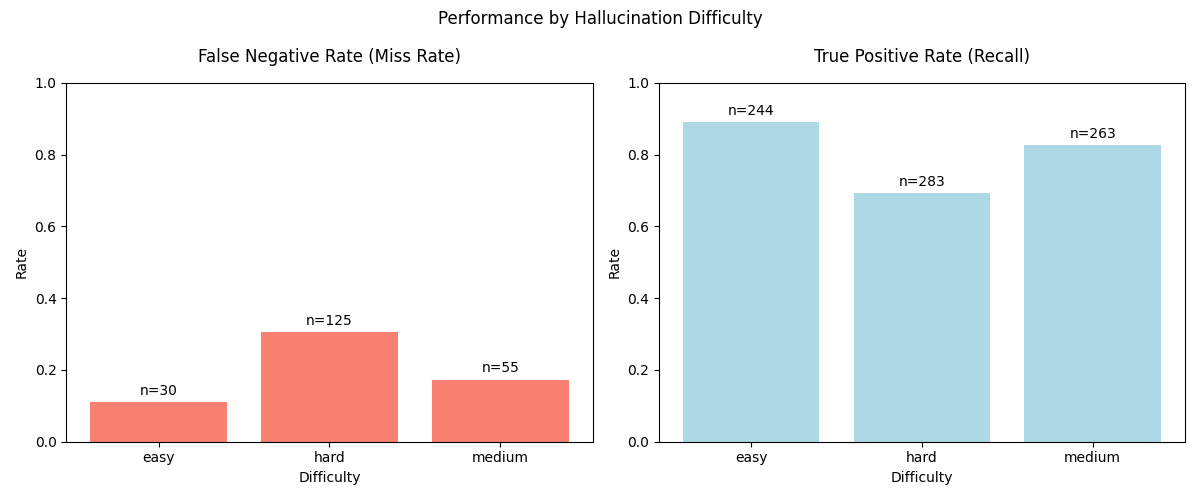 Performance by Hallucination Difficulty
False Negative Rate (Miss Rate)
1.0
0.8
0.6
0.4
0.2
0.0
Rate
n=30
n=125
n=55
easy
hard
medium
Difficulty
True Positive Rate (Recall)
1.0
0.8
0.6
0.4
0.2
0.0
Rate
n=244
n=283
n=263
easy
hard
medium
Difficulty